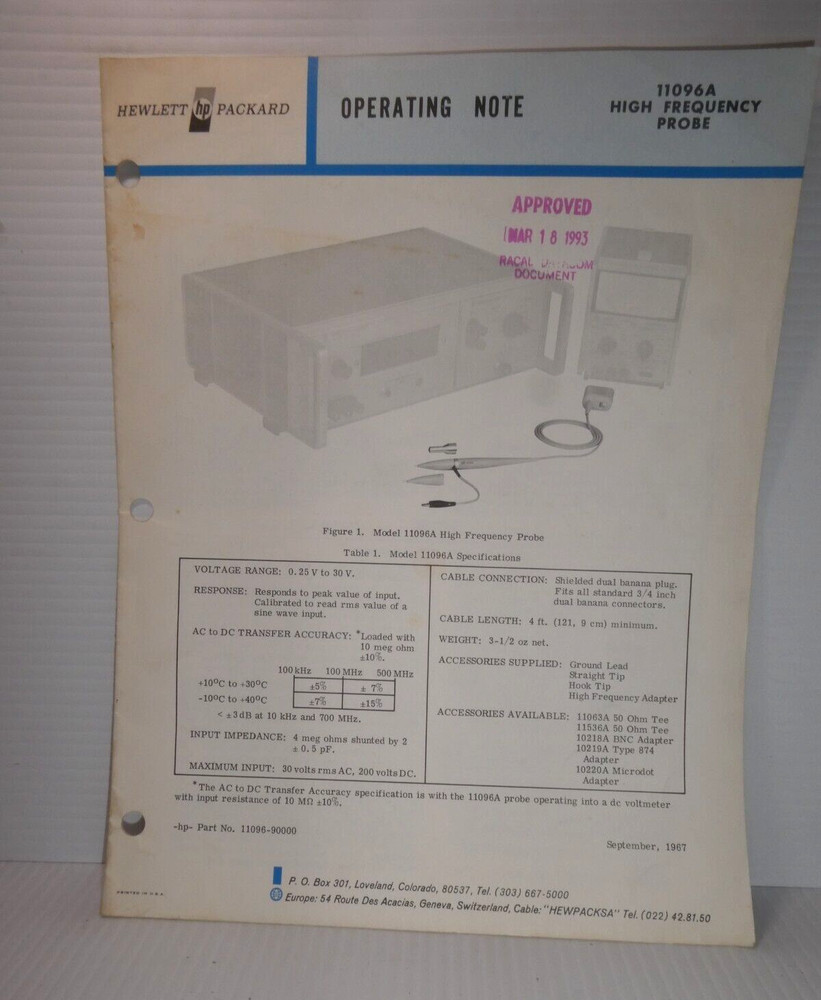 HEWLETT hp PACKARD
OPERATING NOTE
11096A
HIGH FREQUENCY
PROBE
APPROVED
MAR 18 1993
RACAL
DOCUMENT
Figure 1. Model 11096A High Frequency Probe
Table 1. Model 11096A Specifications
VOLTAGE RANGE: 0.25 V to 30 V.
RESPONSE: Responds to peak value of input.
Calibrated to read rms value of a
sine wave input.
AC to DC TRANSFER ACCURACY: *Loaded with
10 meg ohm
±10%.
100 kHz 100 MHz 500 MHz
+10°C to +30°C ±5% ± 7%
-10°C to +40°C ±7% ±15%
< ±3 dB at 10 kHz and 700 MHz.
INPUT IMPEDANCE: 4 meg ohms shunted by 2
± 0.5 pF.
MAXIMUM INPUT: 30 volts rms AC, 200 volts DC.
CABLE CONNECTION: Shielded dual banana plug.
Fits all standard 3/4 inch
dual banana connectors.
CABLE LENGTH: 4 ft. (121, 9 cm) minimum.
WEIGHT: 3-1/2 oz net.
ACCESSORIES SUPPLIED: Ground Lead
Straight Tip
Hook Tip
High Frequency Adapter
ACCESSORIES AVAILABLE: 11063A 50 Ohm Tee
11536A 50 Ohm Tee
10218A BNC Adapter
10219A Type 874
Adapter
10220A Microdot
Adapter
*The AC to DC Transfer Accuracy specification is with the 11096A probe operating into a dc voltmeter
with input resistance of 10 MΩ ±10%.
-hp- Part No. 11096-90000
September, 1967
P. O. Box 301, Loveland, Colorado, 80537, Tel. (303) 667-5000
Europe: 54 Route Des Acacias, Geneva, Switzerland, Cable: "HEWPACKSA" Tel. (022) 42.81.50
PRINTED IN U.S.A.